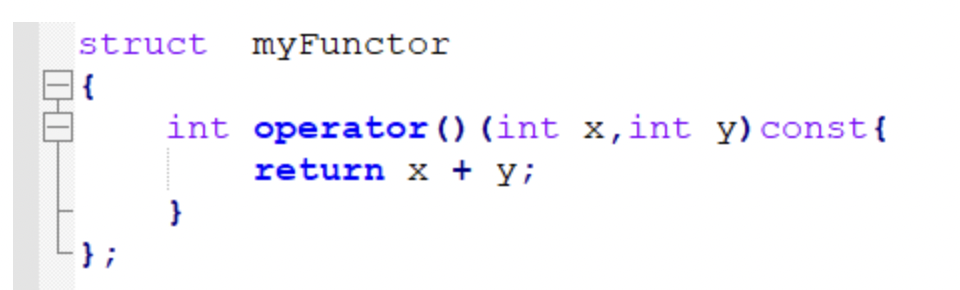 struct  myFunctor
{
    int operator()(int x,int y)const{
        return x + y;
    }
};